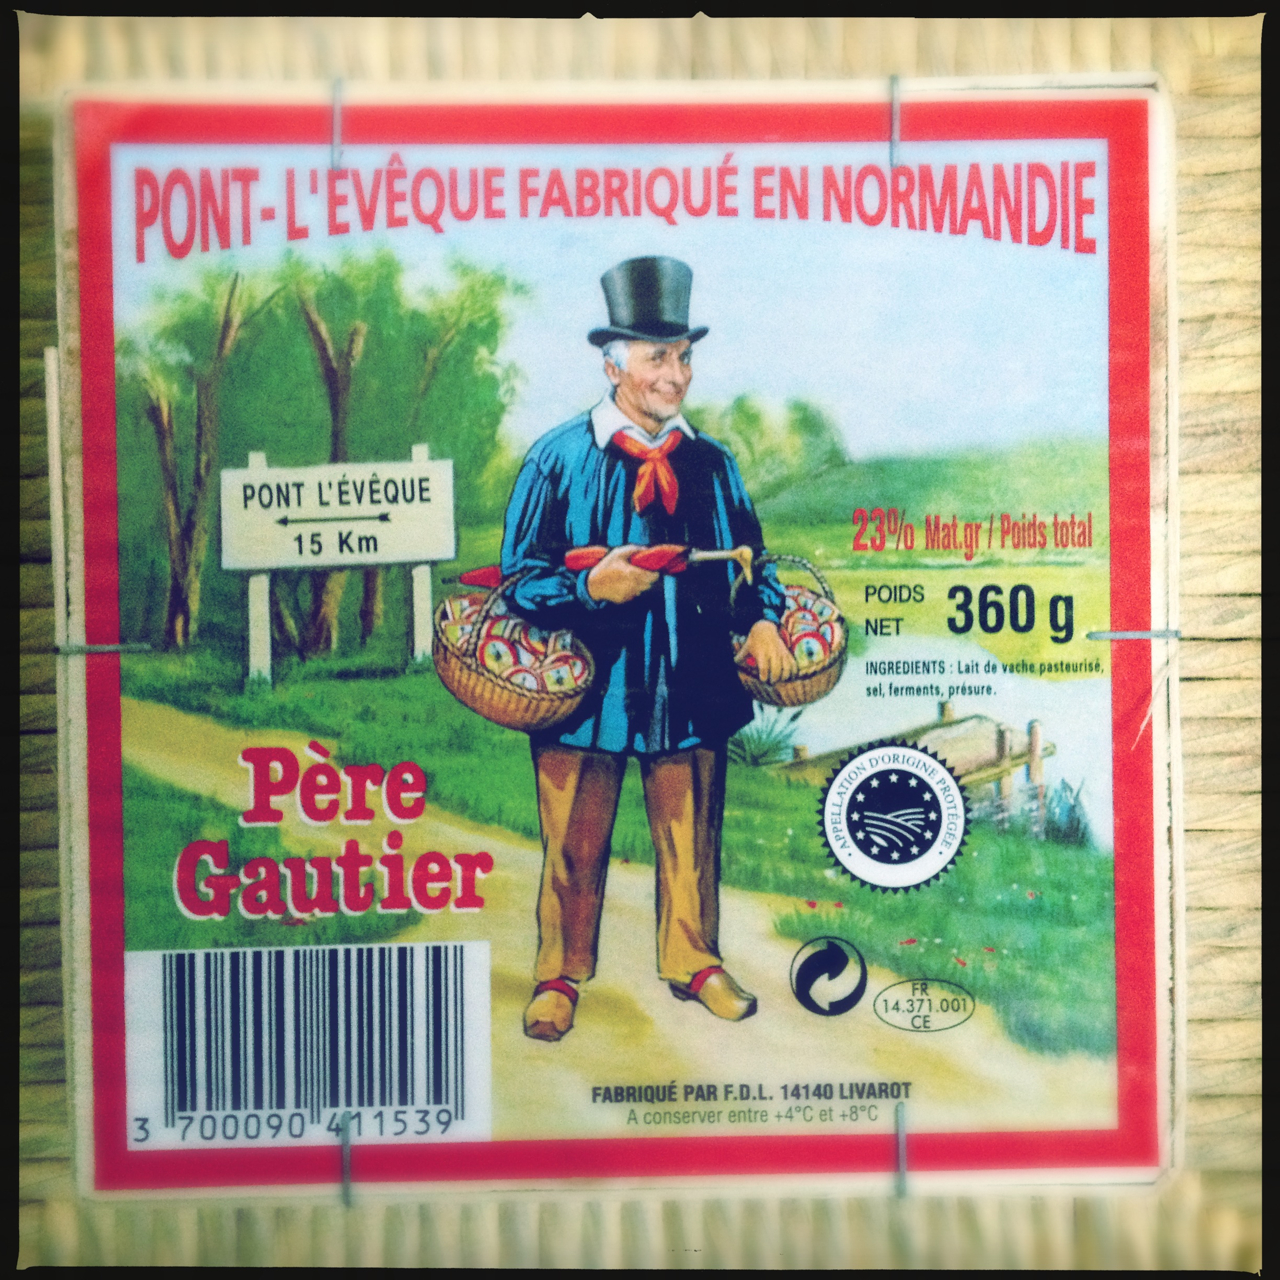 PONT-L'EVÊQUE FABRIQUÉ EN NORMANDIE
PONT L'ÉVÊQUE
15 Km
23% Mat.gr / Poids total
POIDS
NET
360 g
INGREDIENTS : Lait de vache pasteurisé,
sel, ferments, présure.
Père
Gautier
APPELLATION D'ORIGINE PROTÉGÉE
FR
14.371.001
CE
FABRIQUÉ PAR F.D.L. 14140 LIVAROT
A conserver entre +4°C et +8°C
3 700090 411539